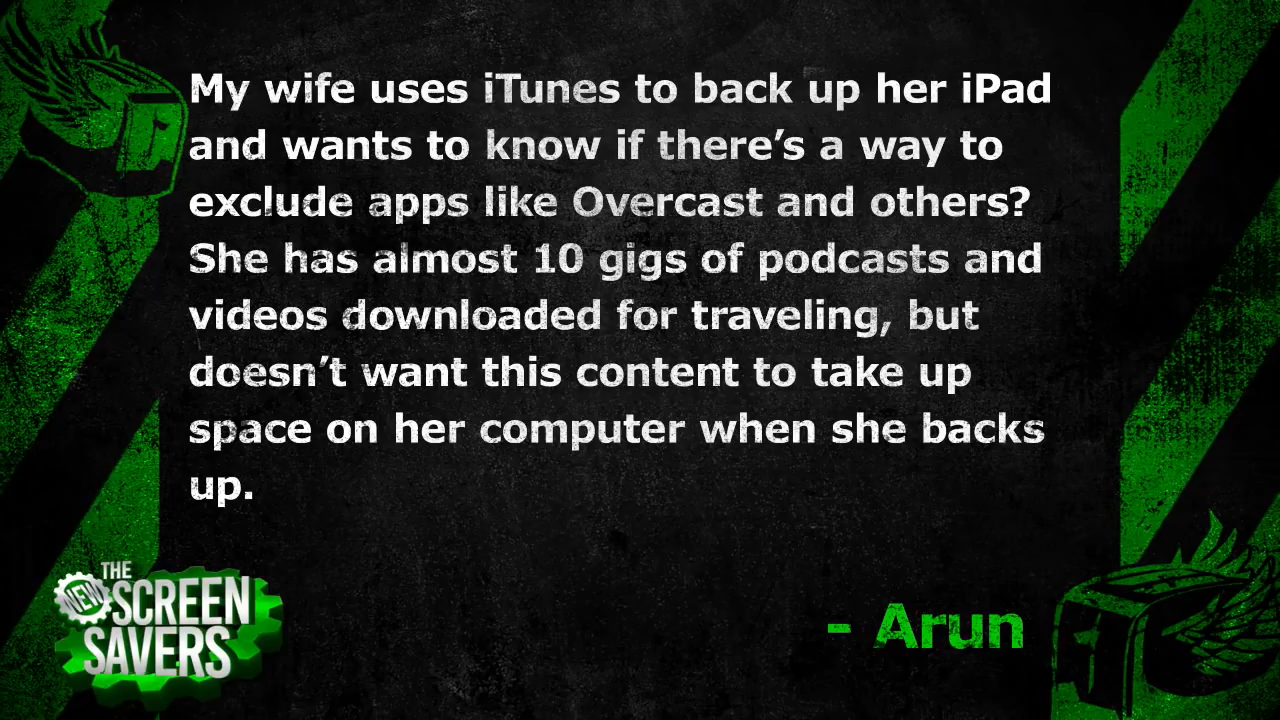 My wife uses iTunes to back up her iPad
and wants to know if there’s a way to
exclude apps like Overcast and others?
She has almost 10 gigs of podcasts and
videos downloaded for traveling, but
doesn’t want this content to take up
space on her computer when she backs
up.
- Arun
THE
NEW
SCREEN
SAVERS